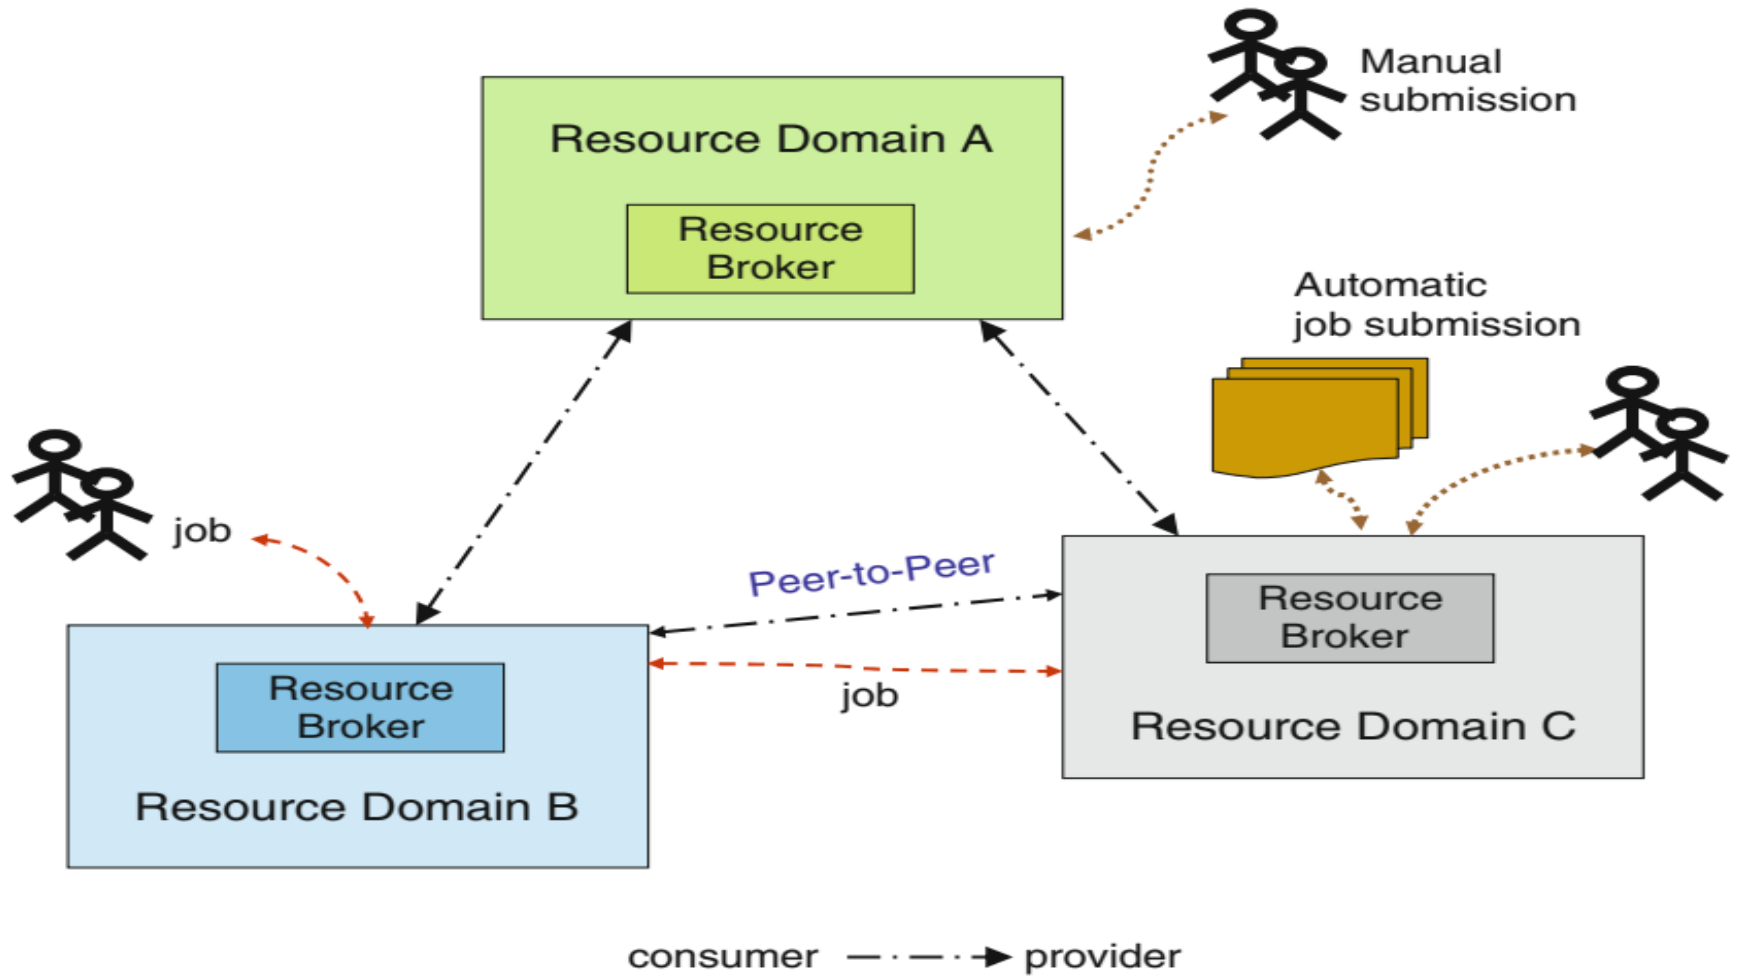 Manual
submission
Resource Domain A
Resource
Broker
Automatic
job submission
job
Peer-to-Peer
Resource
Broker
Resource Domain C
job
Resource
Broker
Resource Domain B
consumer
provider